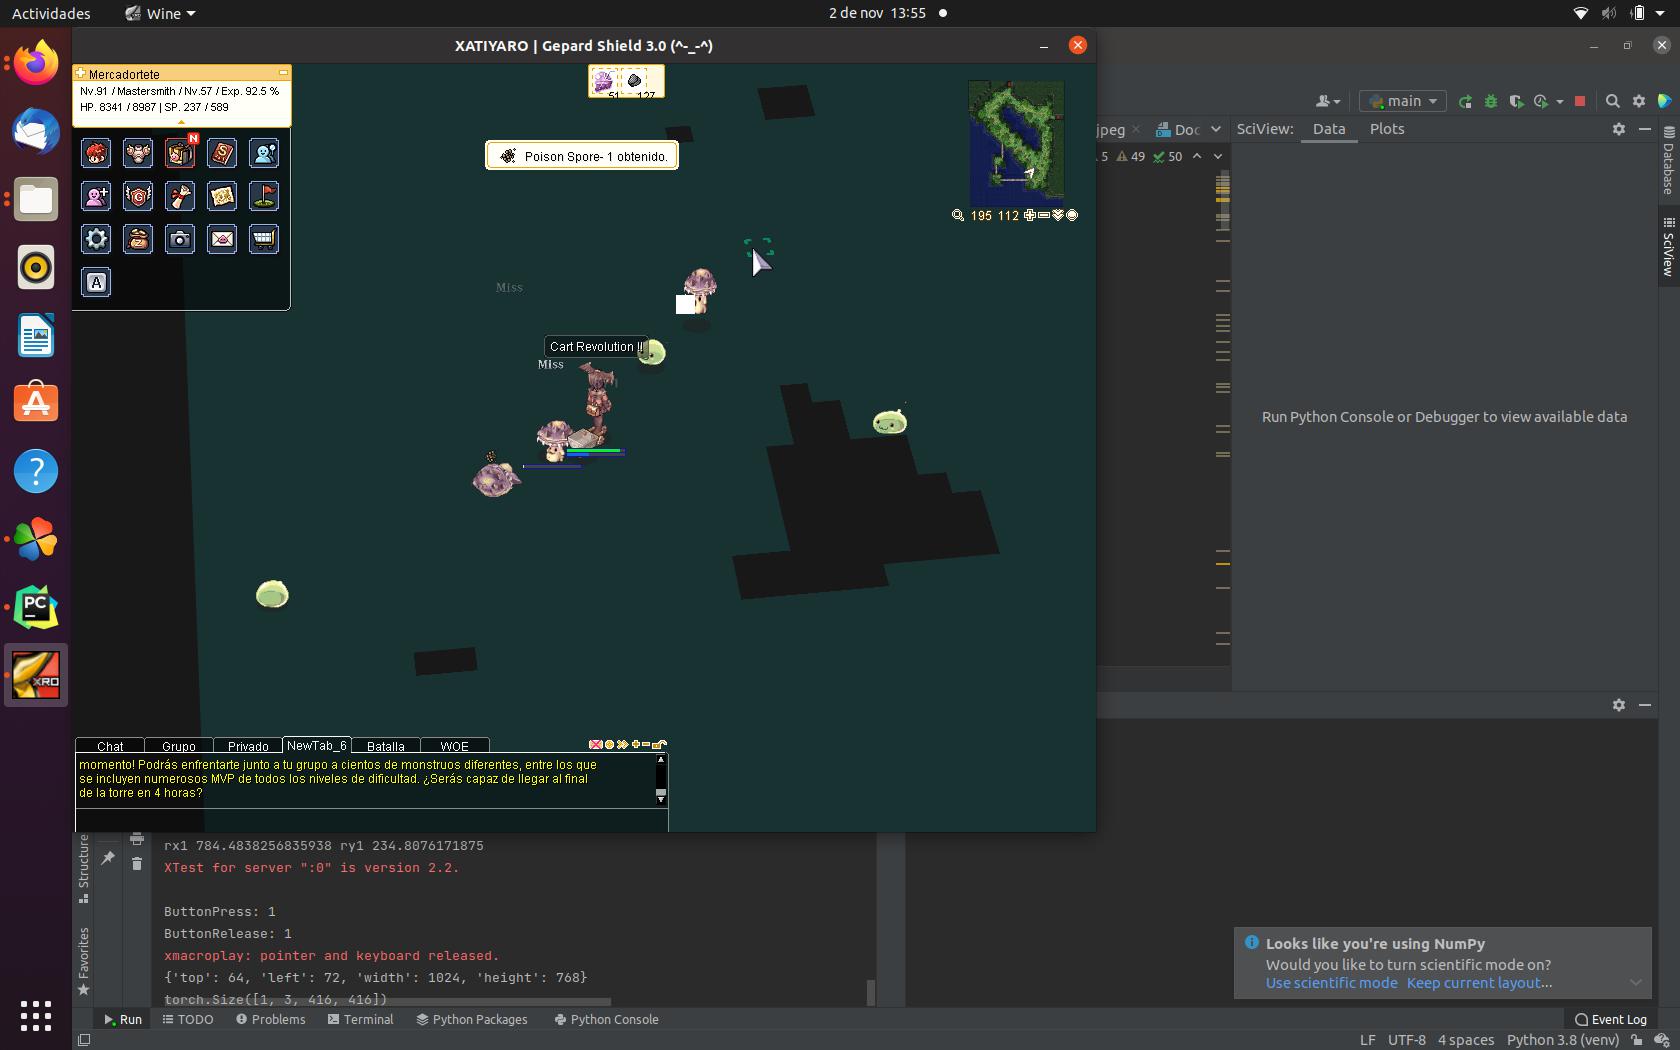 Actividades
Wine
2 de nov 13:55
XATIYARO | Gepard Shield 3.0 (^-_-^)
Mercadortete
Nv.91 / Mastersmith / Nv.57 / Exp. 92.5 %
HP. 8341 / 8987 | SP. 237 / 589
N
A
51
127
Poison Spore- 1 obtenido.
195 112
Miss
Cart Revolution !!
Miss
Chat
Grupo
Privado
NewTab_6
Batalla
WOE
momento! Podrás enfrentarte junto a tu grupo a cientos de monstruos diferentes, entre los que
se incluyen numerosos MVP de todos los niveles de dificultad. ¿Serás capaz de llegar al final
de la torre en 4 horas?
main
jpeg
Doc
SciView:
Data
Plots
5 49 50
Database
SciView
Run Python Console or Debugger to view available data
PC
XRO
Structure
Favorites
rx1 784.4838256835938 ry1 234.8076171875
XTest for server ":0" is version 2.2.
ButtonPress: 1
ButtonRelease: 1
xmacroplay: pointer and keyboard released.
{'top': 64, 'left': 72, 'width': 1024, 'height': 768}
torch.Size([1, 3, 416, 416])
Looks like you're using NumPy
Would you like to turn scientific mode on?
Use scientific mode Keep current layout...
Run
TODO
Problems
Terminal
Python Packages
Python Console
Event Log
LF UTF-8 4 spaces Python 3.8 (venv)